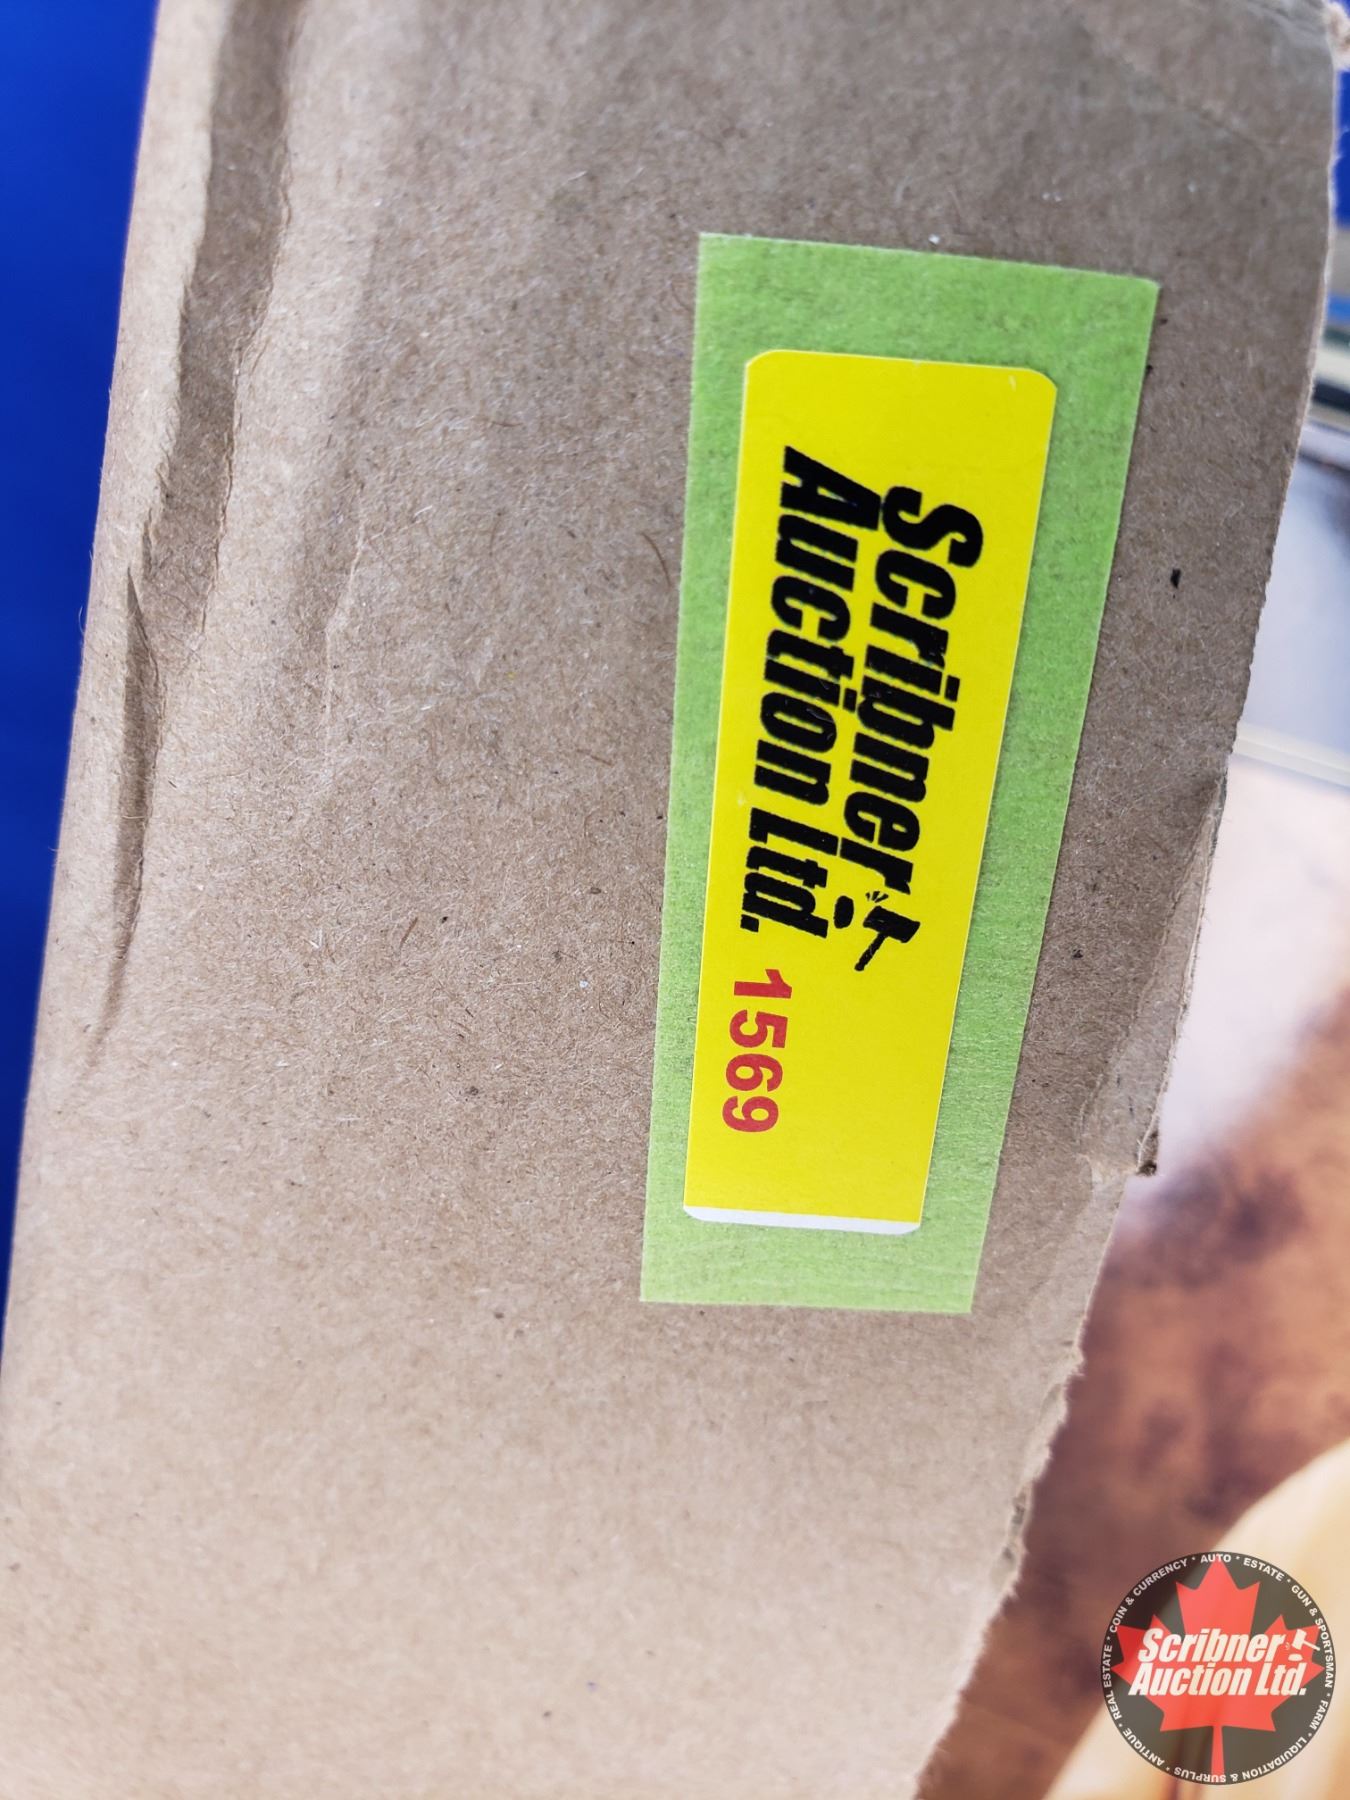 Scribner
Auction Ltd.
1569
COIN & CURRENCY * AUTO * ESTATE * GUN & SPORTSMAN * FARM * LIQUIDATION & SURPLUS * ANTIQUE * REAL ESTATE *
Scribner
Auction Ltd.